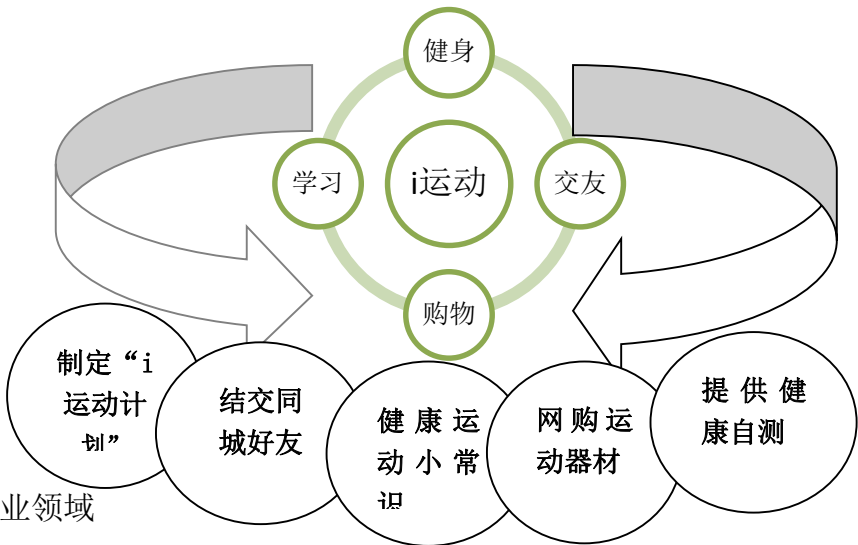 健身
学习
i运动
交友
购物
制定“i
运动计
划”
结交同
城好友
健康运
动小常
识
网购运
动器材
提供健
康自测
业领域